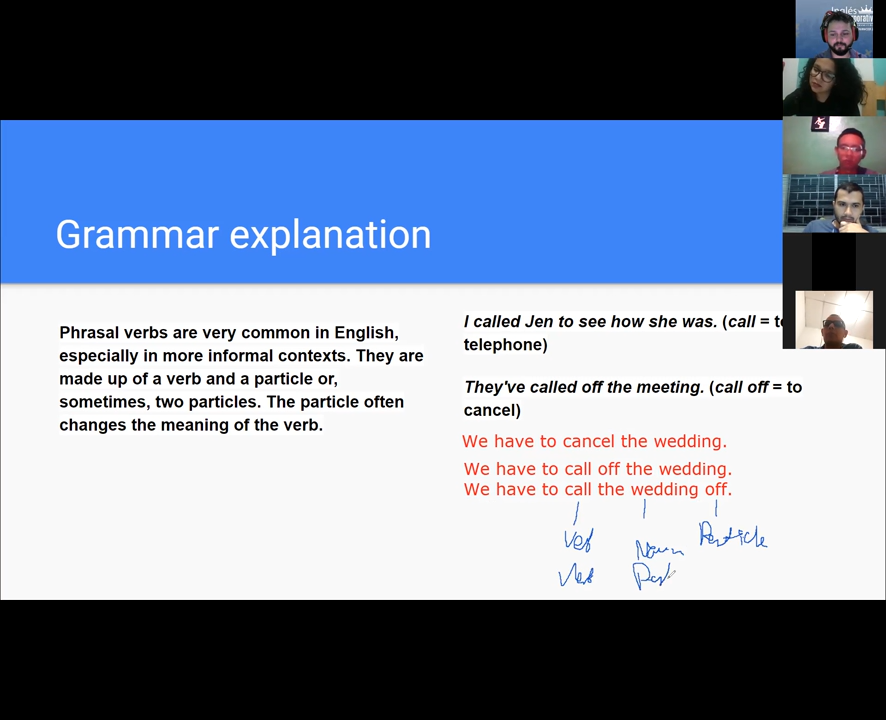 Inglés
Grammar explanation
Phrasal verbs are very common in English,
especially in more informal contexts. They are
made up of a verb and a particle or,
sometimes, two particles. The particle often
changes the meaning of the verb.
I called Jen to see how she was. (call = to
telephone)
They've called off the meeting. (call off = to
cancel)
We have to cancel the wedding.
We have to call off the wedding.
We have to call the wedding off.
Verb
Noun
Particle
Verb